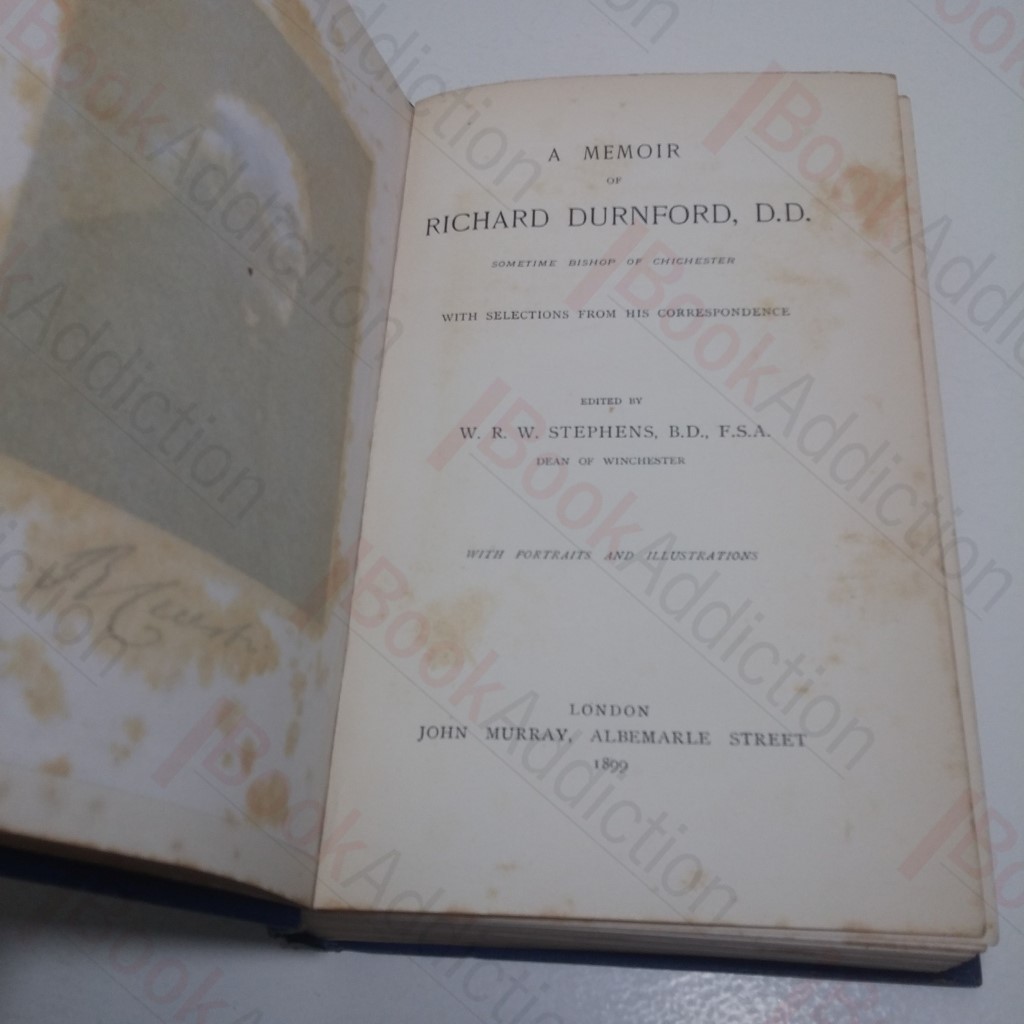 A MEMOIR
OF
RICHARD DURNFORD, D.D.
SOMETIME BISHOP OF CHICHESTER
WITH SELECTIONS FROM HIS CORRESPONDENCE
EDITED BY
W. R. W. STEPHENS, B.D., F.S.A.
DEAN OF WINCHESTER
WITH PORTRAITS AND ILLUSTRATIONS
LONDON
JOHN MURRAY, ALBEMARLE STREET
1899
BookAddiction